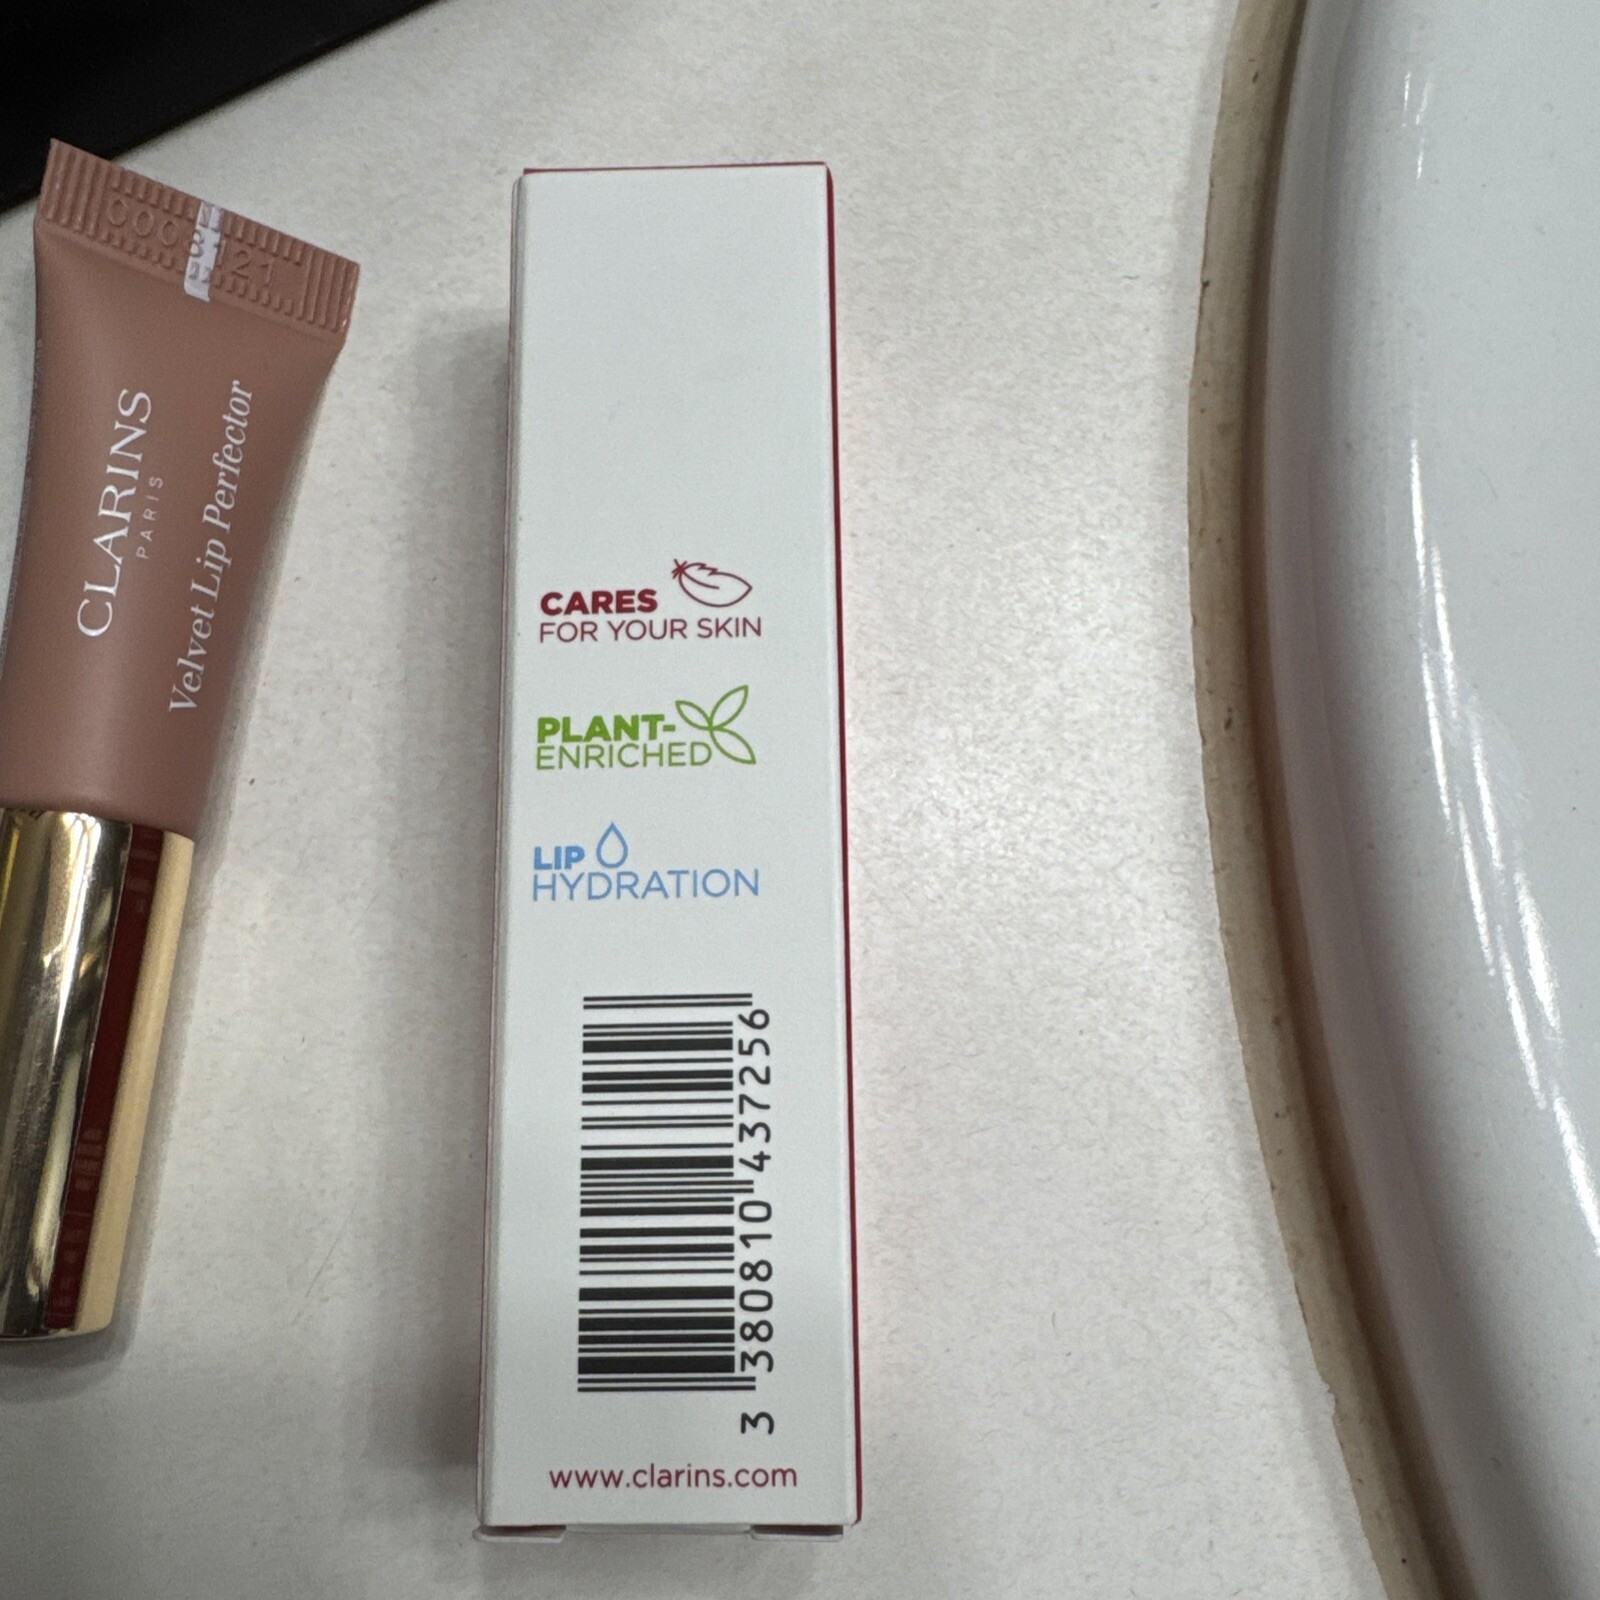 CLARINS
PARIS
Velvet Lip Perfector
CARES
FOR YOUR SKIN
PLANT-
ENRICHED
LIP
HYDRATION
3 380810 437256
www.clarins.com